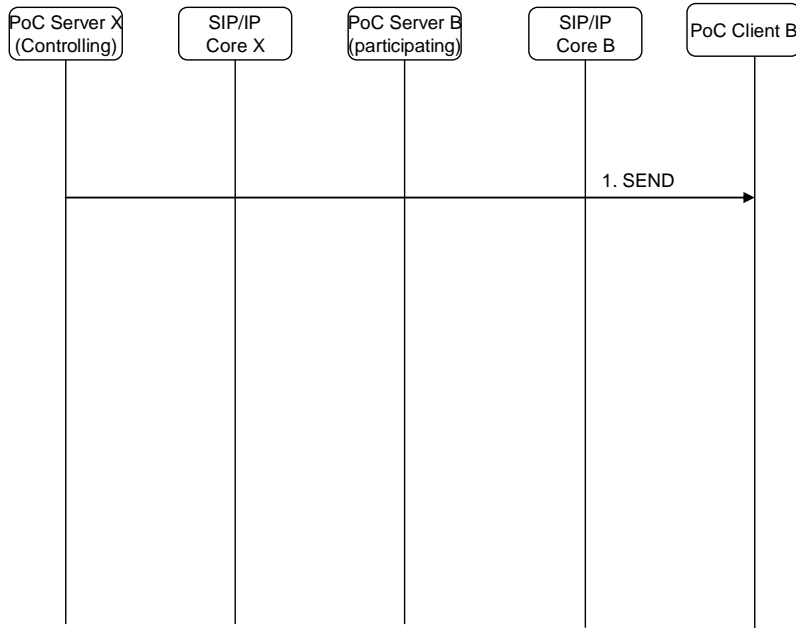 PoC Server X
(Controlling)
SIP/IP
Core X
PoC Server B
(participating)
SIP/IP
Core B
PoC Client B
1. SEND